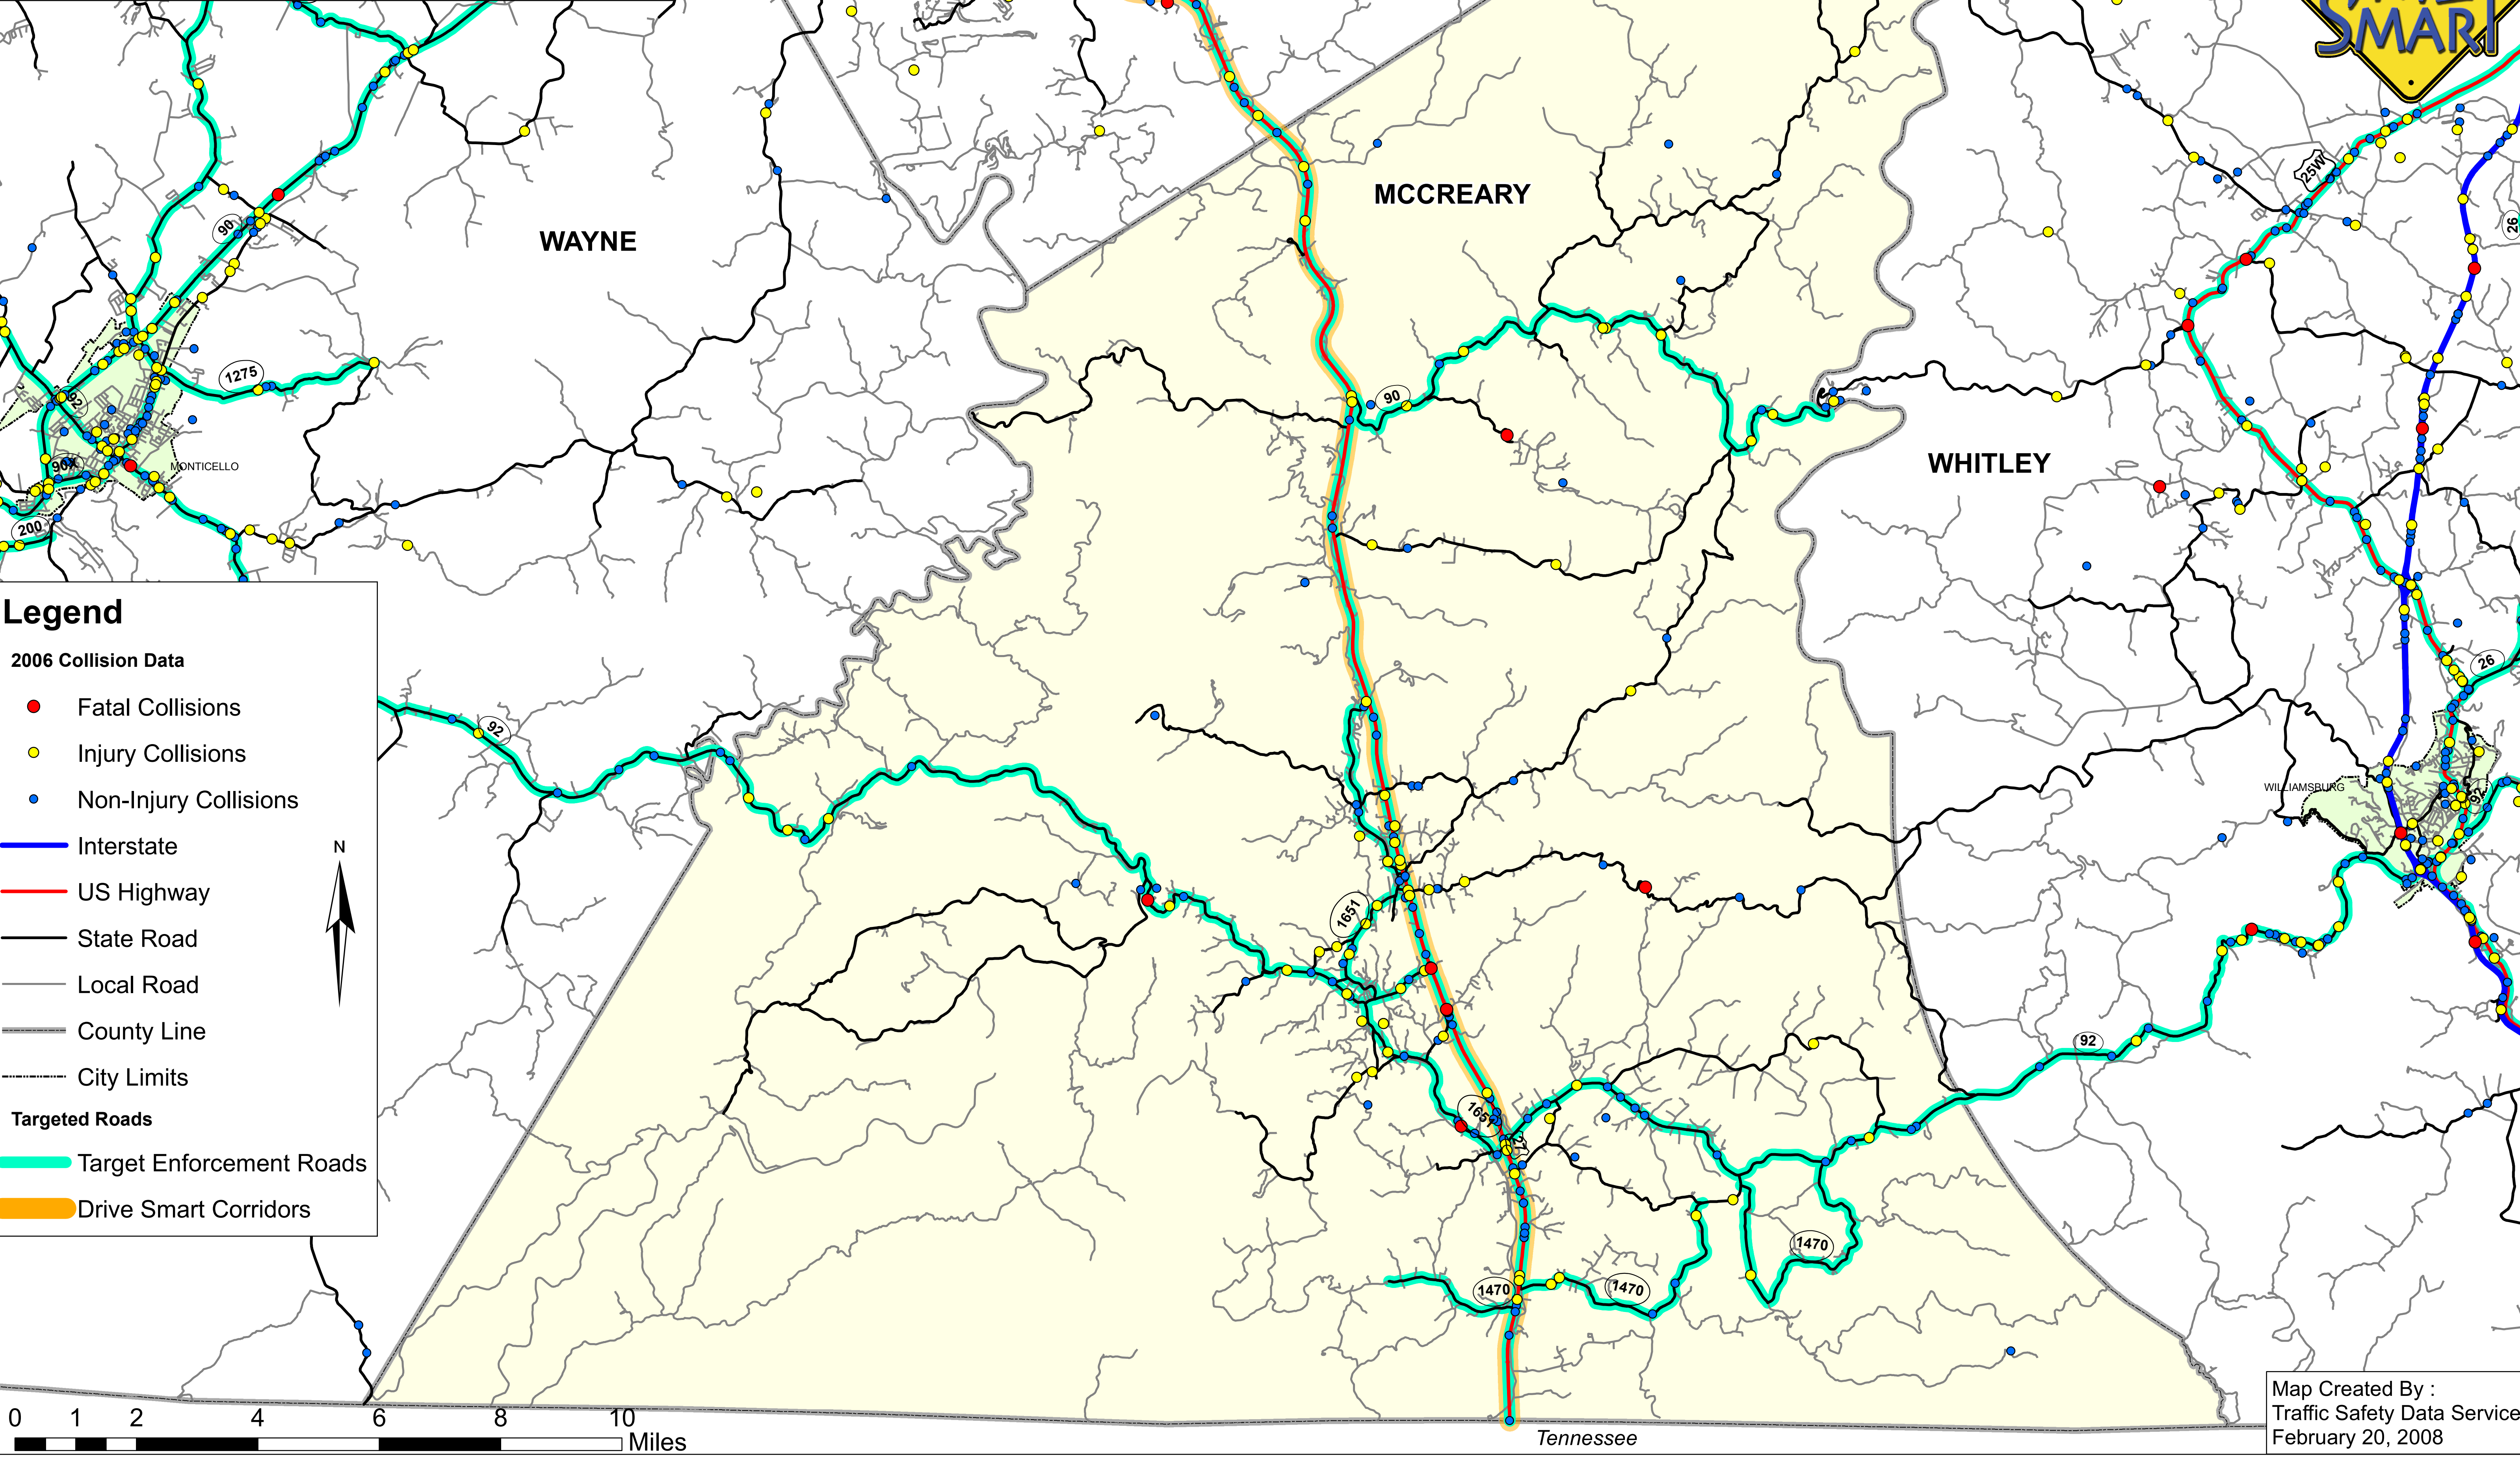 SMART
25W
26
MCCREARY
WAYNE
90
1275
90
92
WHITLEY
MONTICELLO
90X
200
Legend
2006 Collision Data
Fatal Collisions
Injury Collisions
Non-Injury Collisions
Interstate
US Highway
State Road
Local Road
County Line
City Limits
Targeted Roads
Target Enforcement Roads
Drive Smart Corridors
N
26
92
WILLIAMSBURG
92
1651
92
1651
27
1470
1470
1470
0 1 2 4 6 8 10
Miles
Tennessee
Map Created By :
Traffic Safety Data Service
February 20, 2008